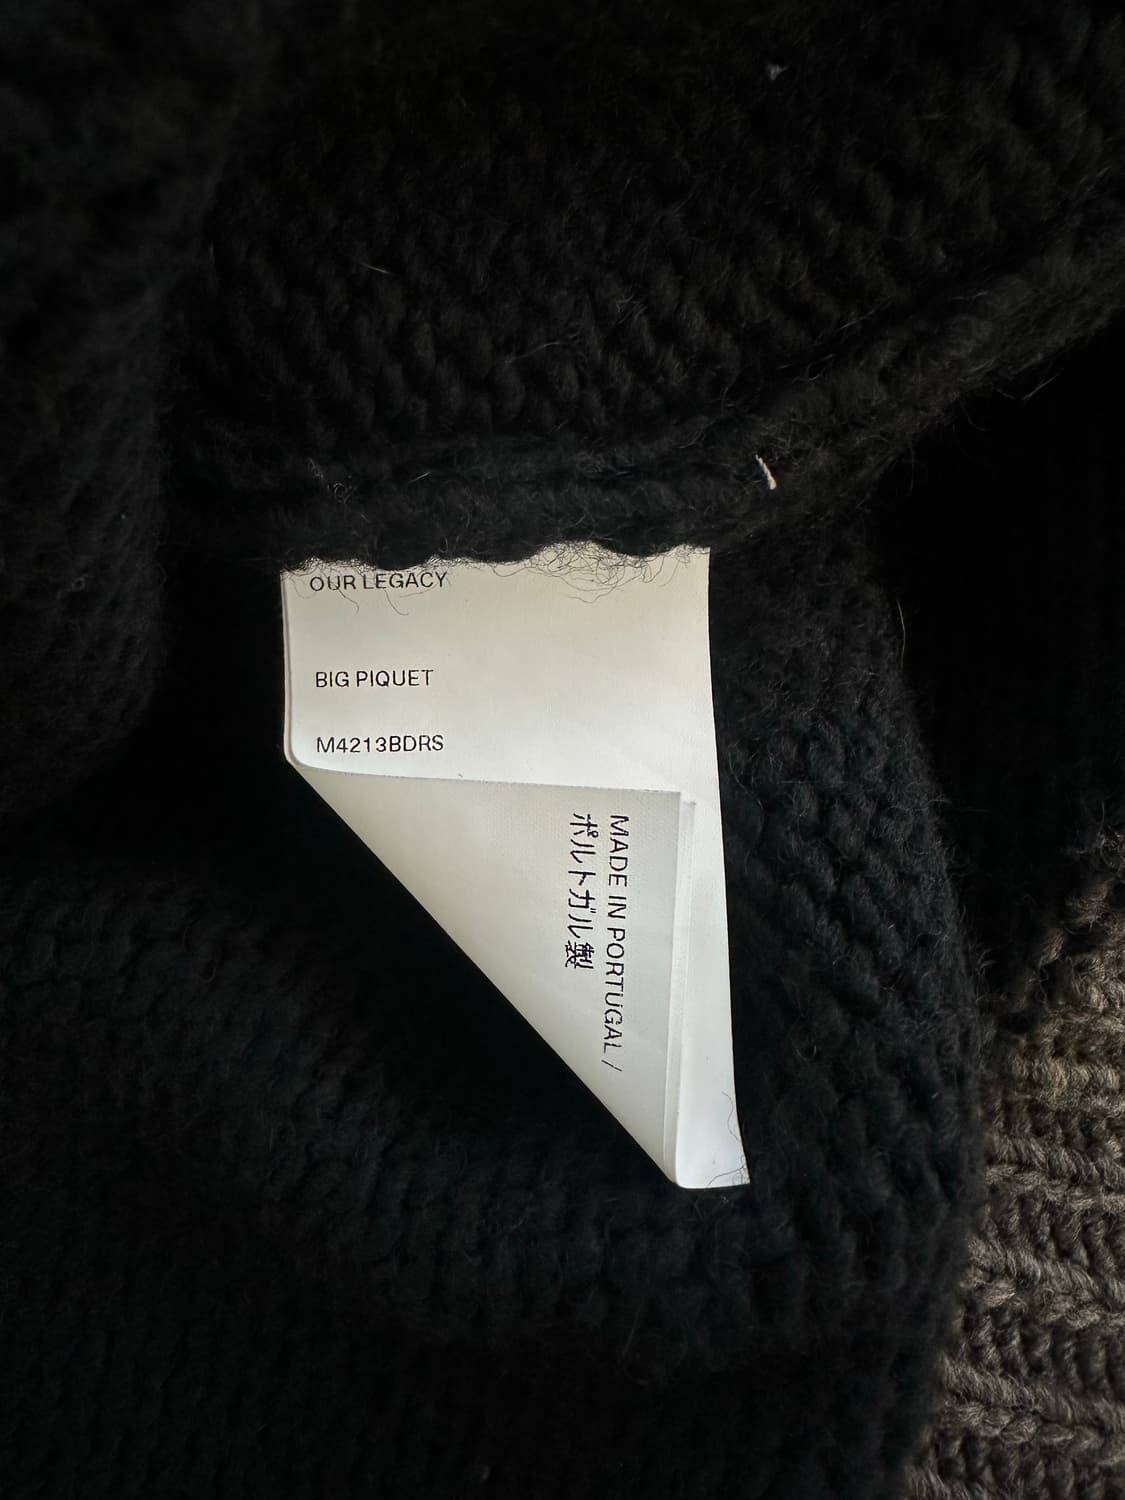 OUR LEGACY
BIG PIQUET
M4213BDRS
MADE IN PORTUGAL /
ポルトガル製